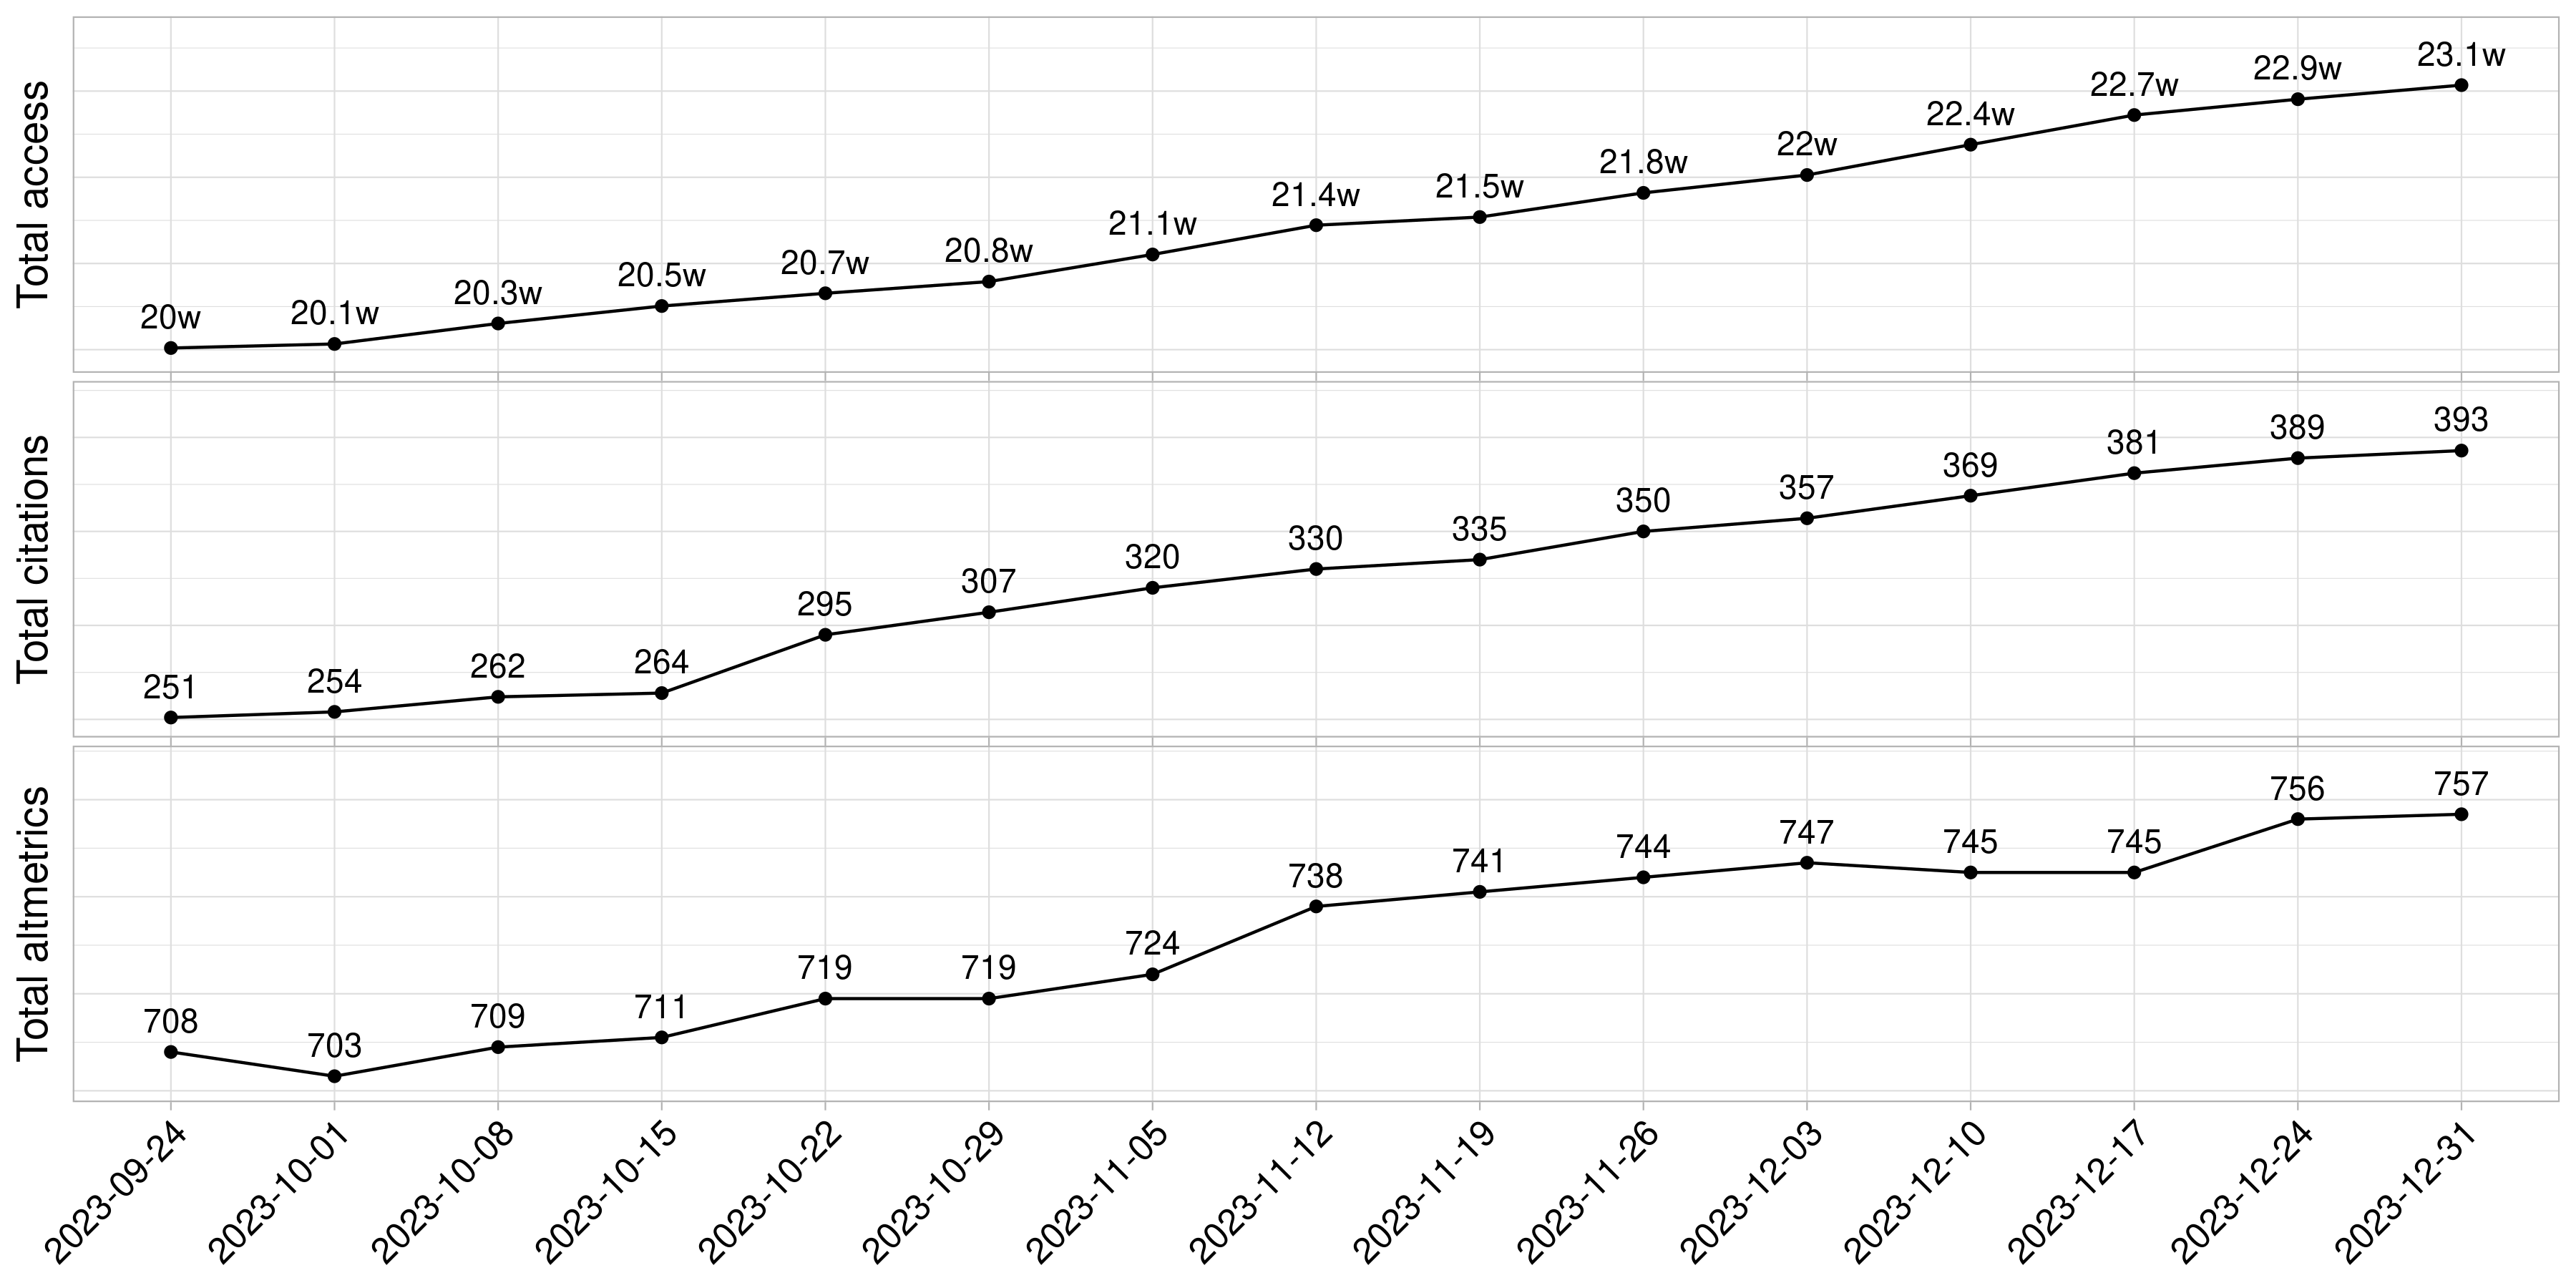 Total access
20w 20.1w 20.3w 20.5w 20.7w 20.8w 21.1w 21.4w 21.5w 21.8w 22w 22.4w 22.7w 22.9w 23.1w
Total citations
251 254 262 264 295 307 320 330 335 350 357 369 381 389 393
Total altmetrics
708 703 709 711 719 719 724 738 741 744 747 745 745 756 757
2023-09-24 2023-10-01 2023-10-08 2023-10-15 2023-10-22 2023-10-29 2023-11-05 2023-11-12 2023-11-19 2023-11-26 2023-12-03 2023-12-10 2023-12-17 2023-12-24 2023-12-31